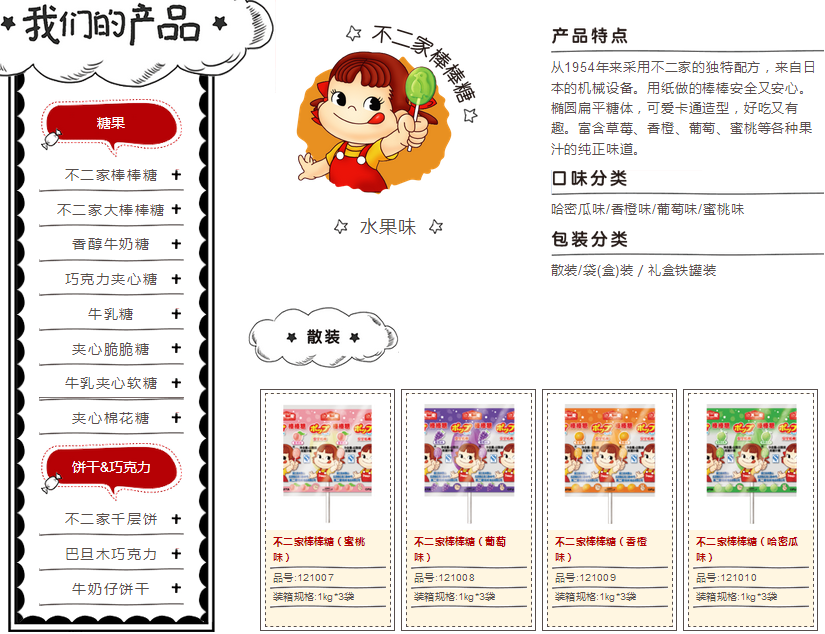 我们的产品
糖果
不二家棒棒糖 +
不二家大棒棒糖 +
香醇牛奶糖 +
巧克力夹心糖 +
牛乳糖 +
夹心脆脆糖 +
牛乳夹心软糖 +
夹心棉花糖 +
饼干&巧克力
不二家千层饼 +
巴旦木巧克力 +
牛奶仔饼干 +
不二家棒棒糖
水果味
产品特点
从1954年来采用不二家的独特配方，来自日
本的机械设备。用纸做的棒棒安全又安心。
椭圆扁平糖体，可爱卡通造型，好吃又有
趣。富含草莓、香橙、葡萄、蜜桃等各种果
汁的纯正味道。
口味分类
哈密瓜味/香橙味/葡萄味/蜜桃味
包装分类
散装/袋(盒)装 / 礼盒铁罐装
散装
不二家棒棒糖（蜜桃
味）
品号:121007
装箱规格:1kg*3袋
不二家棒棒糖（葡萄
味）
品号:121008
装箱规格:1kg*3袋
不二家棒棒糖（香橙
味）
品号:121009
装箱规格:1kg*3袋
不二家棒棒糖（哈密瓜
味）
品号:121010
装箱规格:1kg*3袋